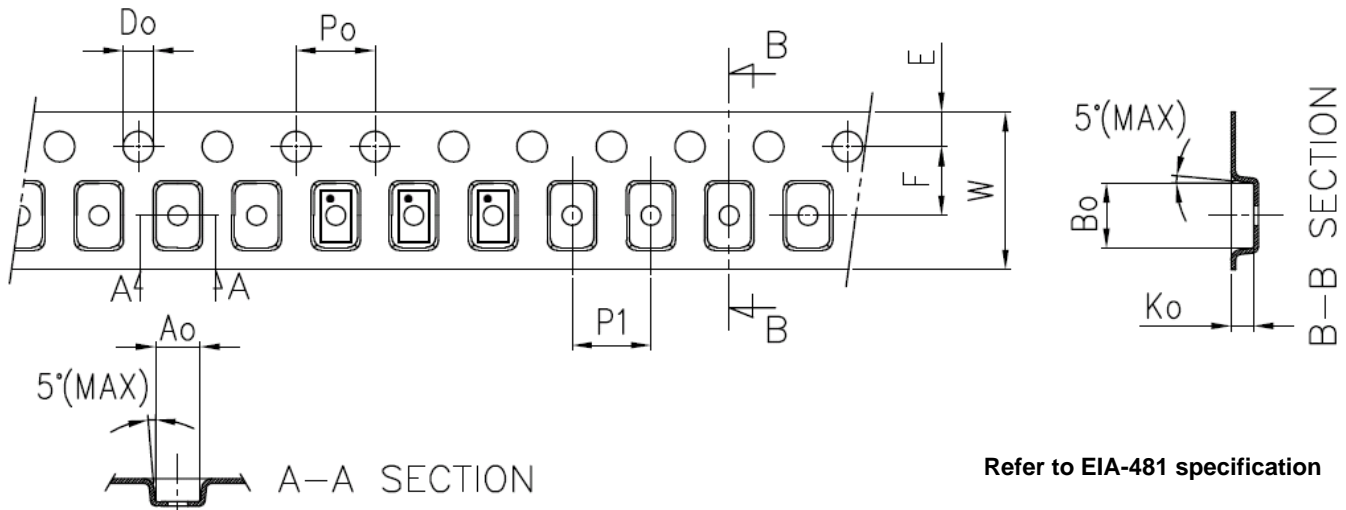 Do
Po
B
E
5°(MAX)
F
W
Bo
B-B SECTION
A
A
Ko
Ao
P1
B
5°(MAX)
A-A SECTION
Refer to EIA-481 specification